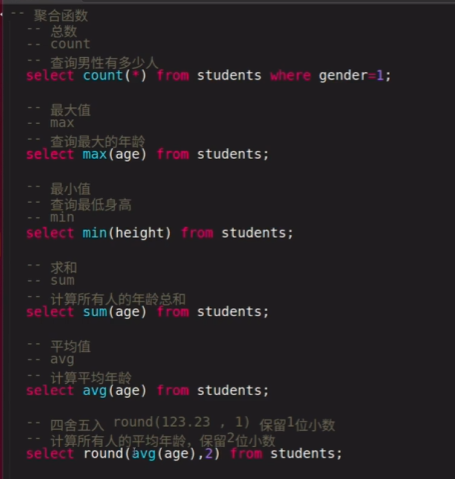 -- 聚合函数
-- 总数
-- count
-- 查询男性有多少人
select count(*) from students where gender=1;
-- 最大值
-- max
-- 查询最大的年龄
select max(age) from students;
-- 最小值
-- 查询最低身高
-- min
select min(height) from students;
-- 求和
-- sum
-- 计算所有人的年龄总和
select sum(age) from students;
-- 平均值
-- avg
-- 计算平均年龄
select avg(age) from students;
-- 四舍五入 round(123.23 , 1) 保留1位小数
-- 计算所有人的平均年龄，保留2位小数
select round(avg(age),2) from students;